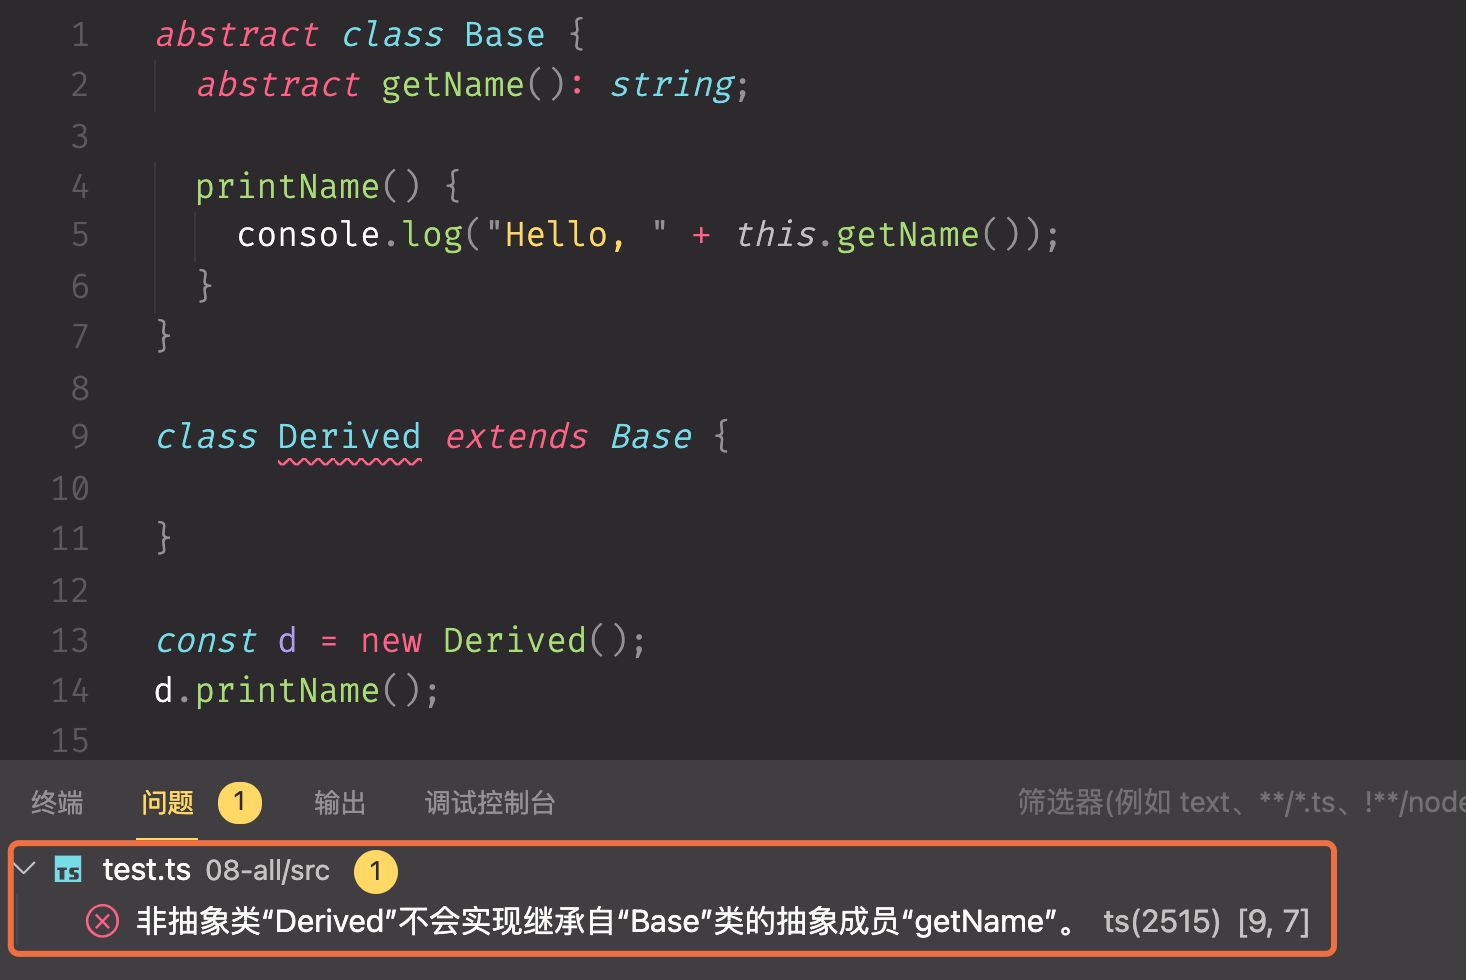 1 abstract class Base {
2 abstract getName(): string;
3
4 printName() {
5 console.log("Hello, " + this.getName());
6 }
7 }
8
9 class Derived extends Base {
10
11 }
12
13 const d = new Derived();
14 d.printName();
15
终端 问题 1 输出 调试控制台 筛选器(例如 text、**/*.ts、!**/node
TS test.ts 08-all/src 1
非抽象类“Derived”不会实现继承自“Base”类的抽象成员“getName”。 ts(2515) [9, 7]